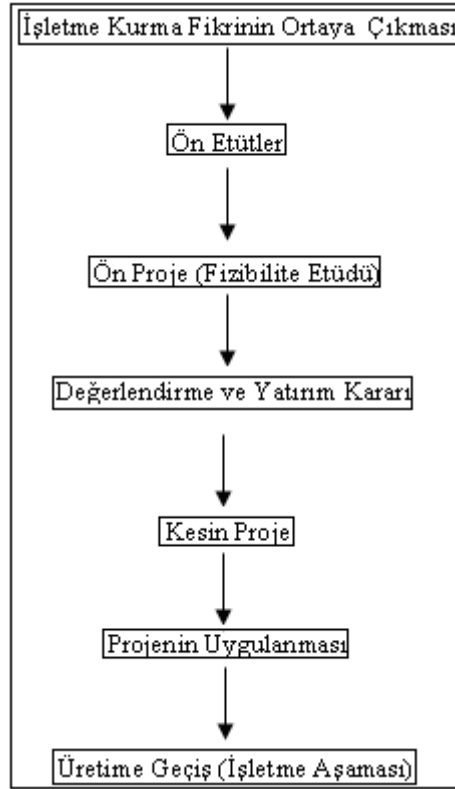 İşletme Kurma Fikrinin Ortaya Çıkması
Ön Etütler
Ön Proje (Fizibilite Etüdü)
Değerlendirme ve Yatırım Kararı
Kesin Proje
Projenin Uygulanması
Üretime Geçiş (İşletme Aşaması)